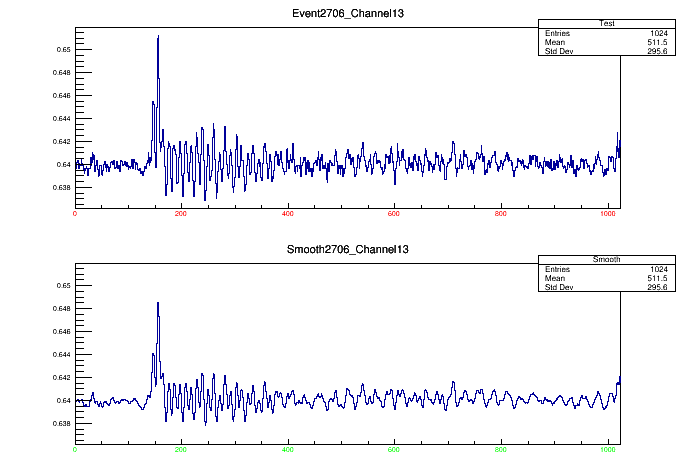 Event2706_Channel13
Test
Entries 1024
Mean 511.5
Std Dev 295.6
0.65
0.648
0.646
0.644
0.642
0.64
0.638
0 200 400 600 800 1000
Smooth2706_Channel13
Smooth
Entries 1024
Mean 511.5
Std Dev 295.6
0.65
0.648
0.646
0.644
0.642
0.64
0.638
0 200 400 600 800 1000